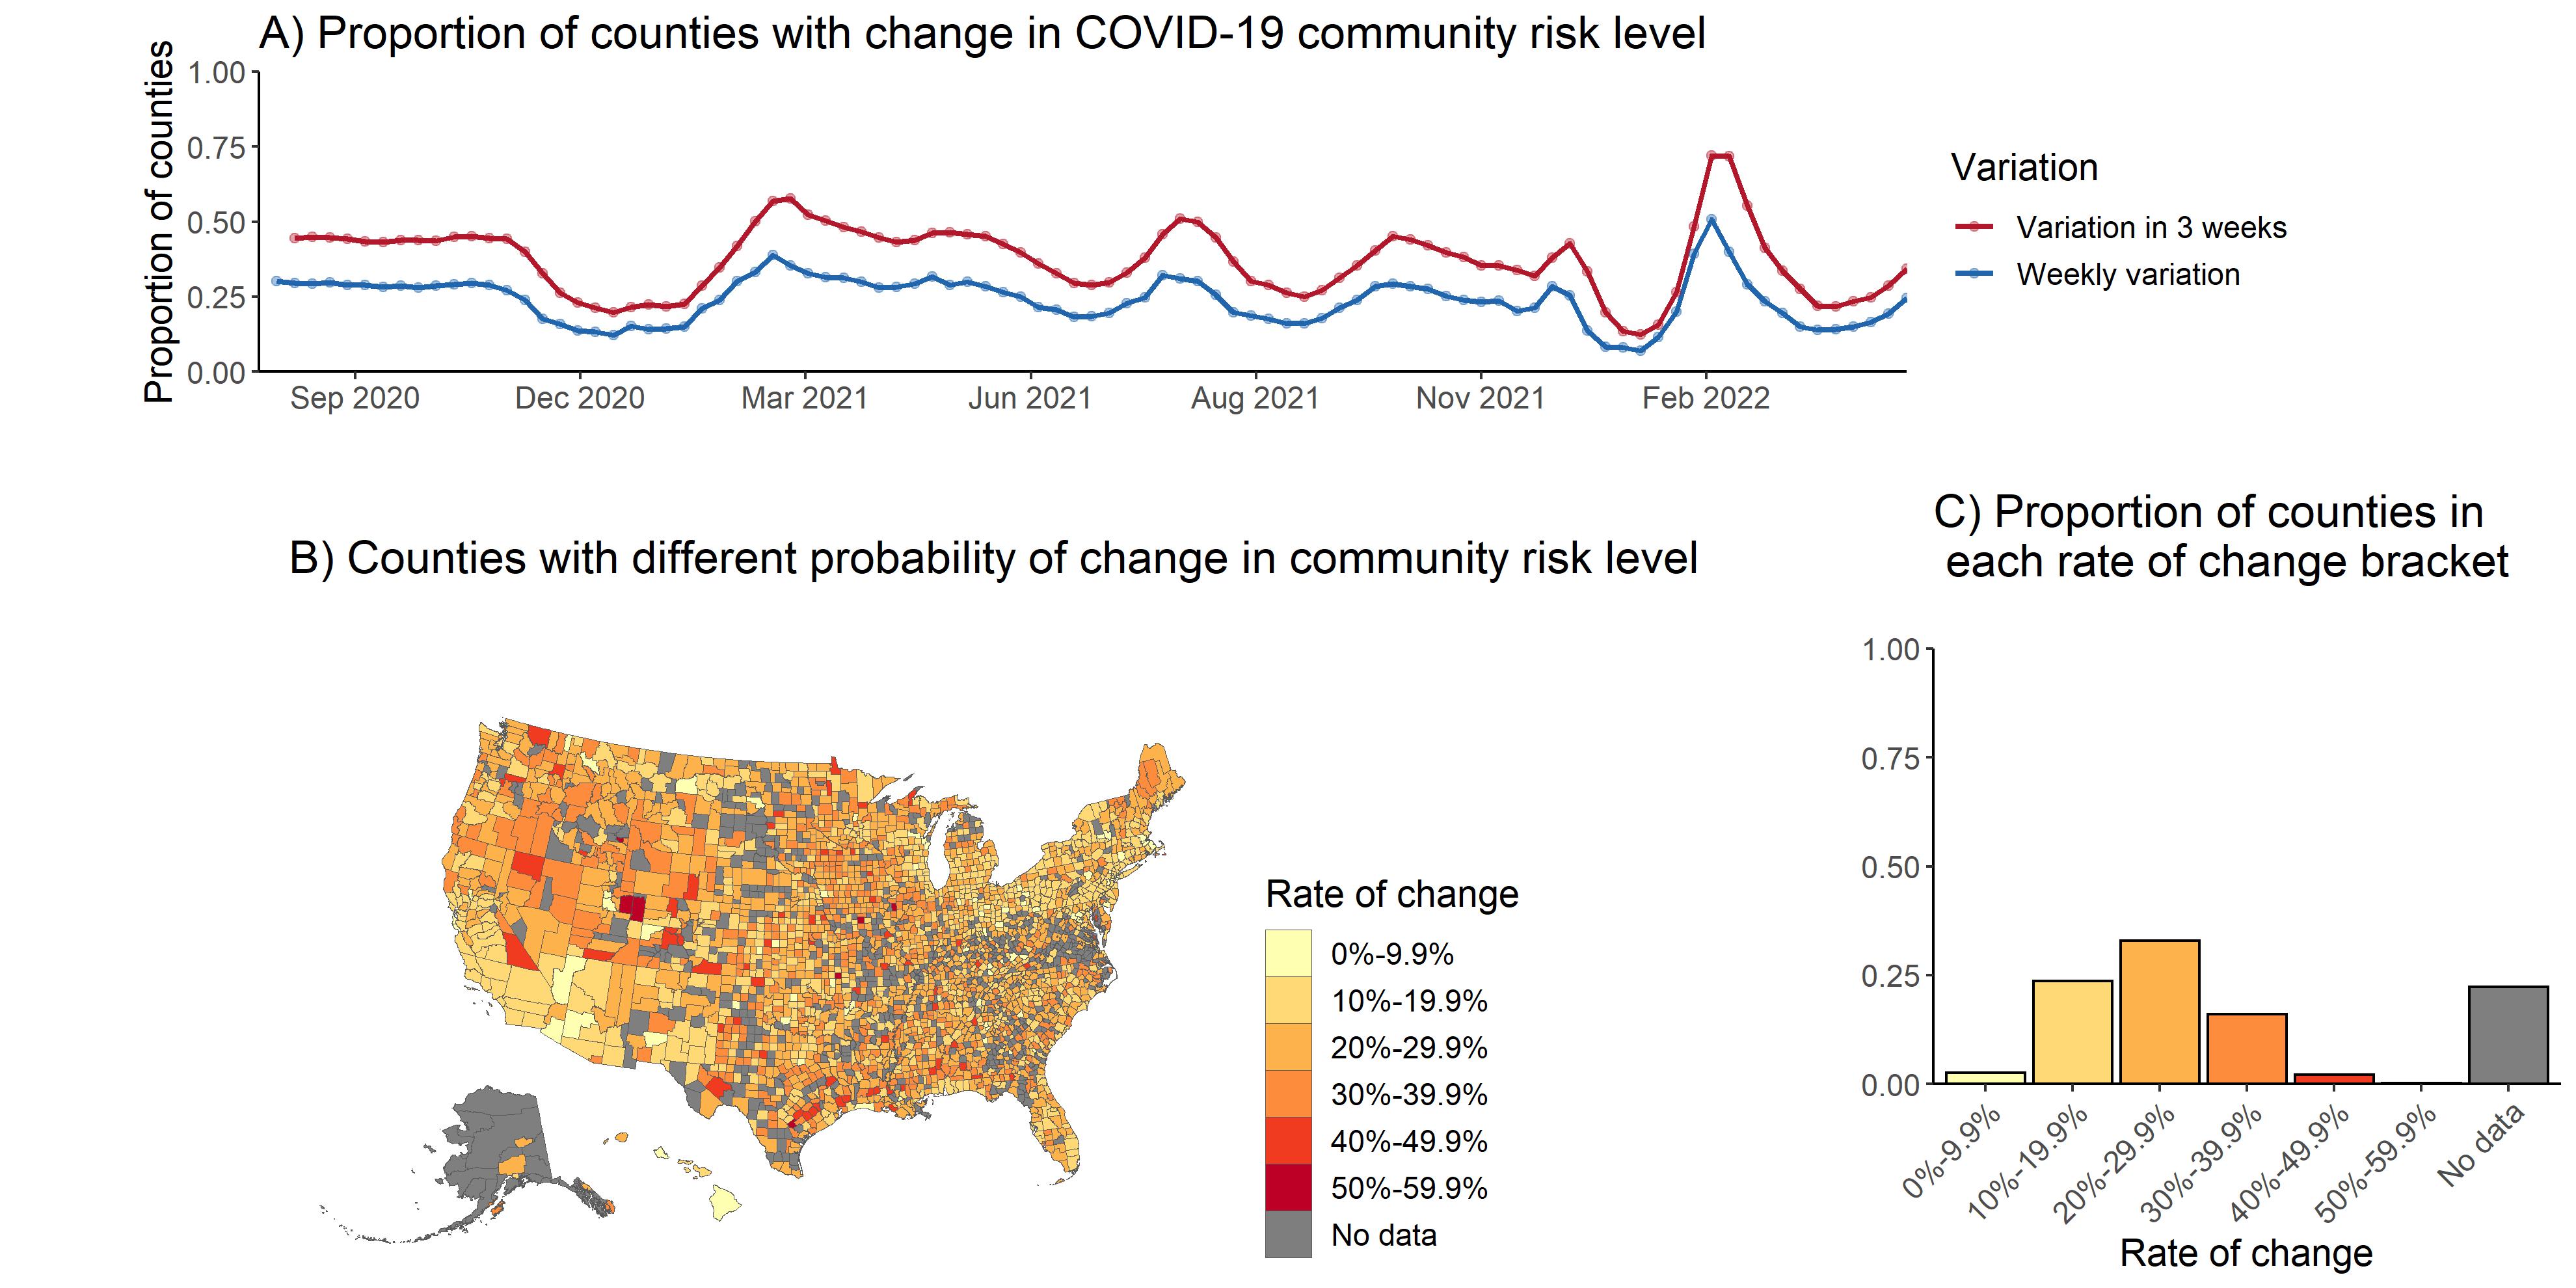 A) Proportion of counties with change in COVID-19 community risk level
Proportion of counties
1.00
0.75
0.50
0.25
0.00
Sep 2020
Dec 2020
Mar 2021
Jun 2021
Aug 2021
Nov 2021
Feb 2022
Variation
Variation in 3 weeks
Weekly variation
B) Counties with different probability of change in community risk level
Rate of change
0%-9.9%
10%-19.9%
20%-29.9%
30%-39.9%
40%-49.9%
50%-59.9%
No data
C) Proportion of counties in
each rate of change bracket
1.00
0.75
0.50
0.25
0.00
0%-9.9%
10%-19.9%
20%-29.9%
30%-39.9%
40%-49.9%
50%-59.9%
No data
Rate of change